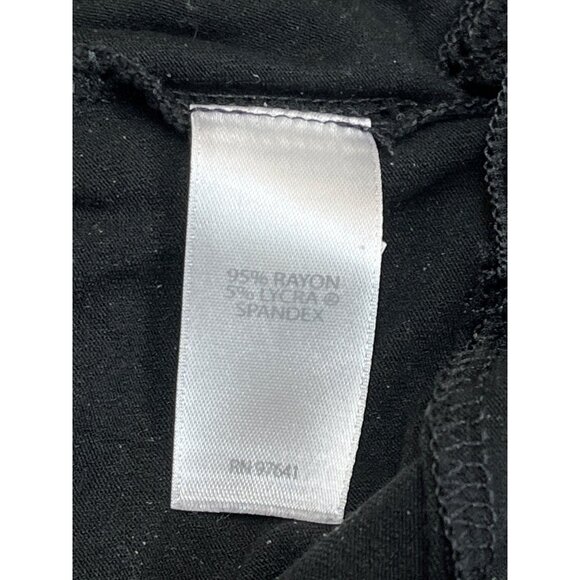 95% RAYON
5% LYCRA ®
SPANDEX
RN 97641